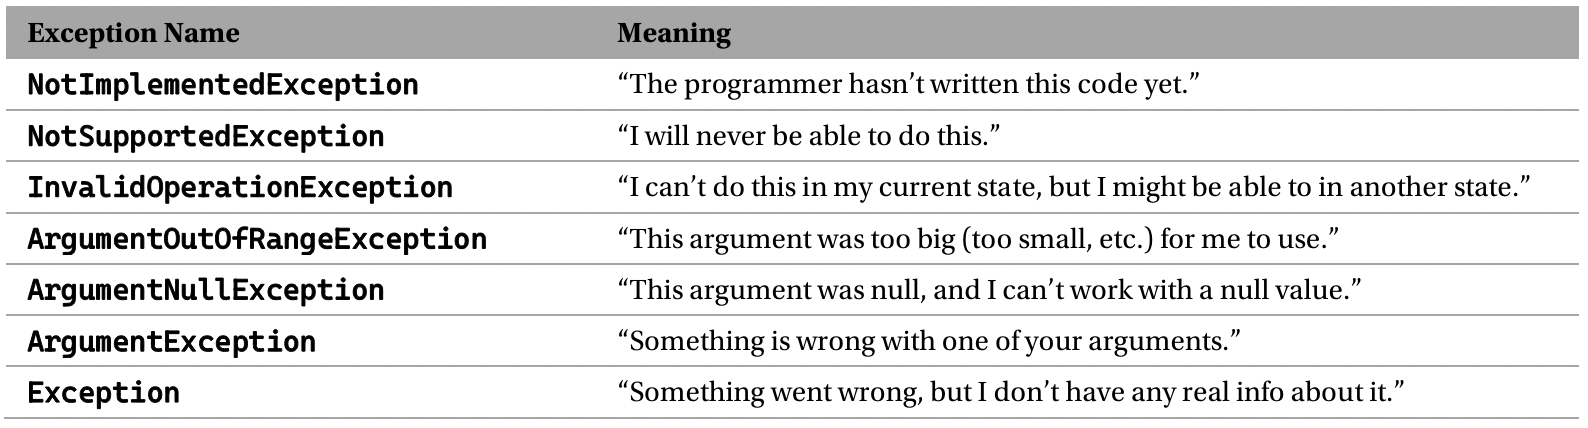 Exception Name Meaning
NotImplementedException “The programmer hasn’t written this code yet.”
NotSupportedException “I will never be able to do this.”
InvalidOperationException “I can’t do this in my current state, but I might be able to in another state.”
ArgumentOutOfRangeException “This argument was too big (too small, etc.) for me to use.”
ArgumentNullException “This argument was null, and I can’t work with a null value.”
ArgumentException “Something is wrong with one of your arguments.”
Exception “Something went wrong, but I don’t have any real info about it.”